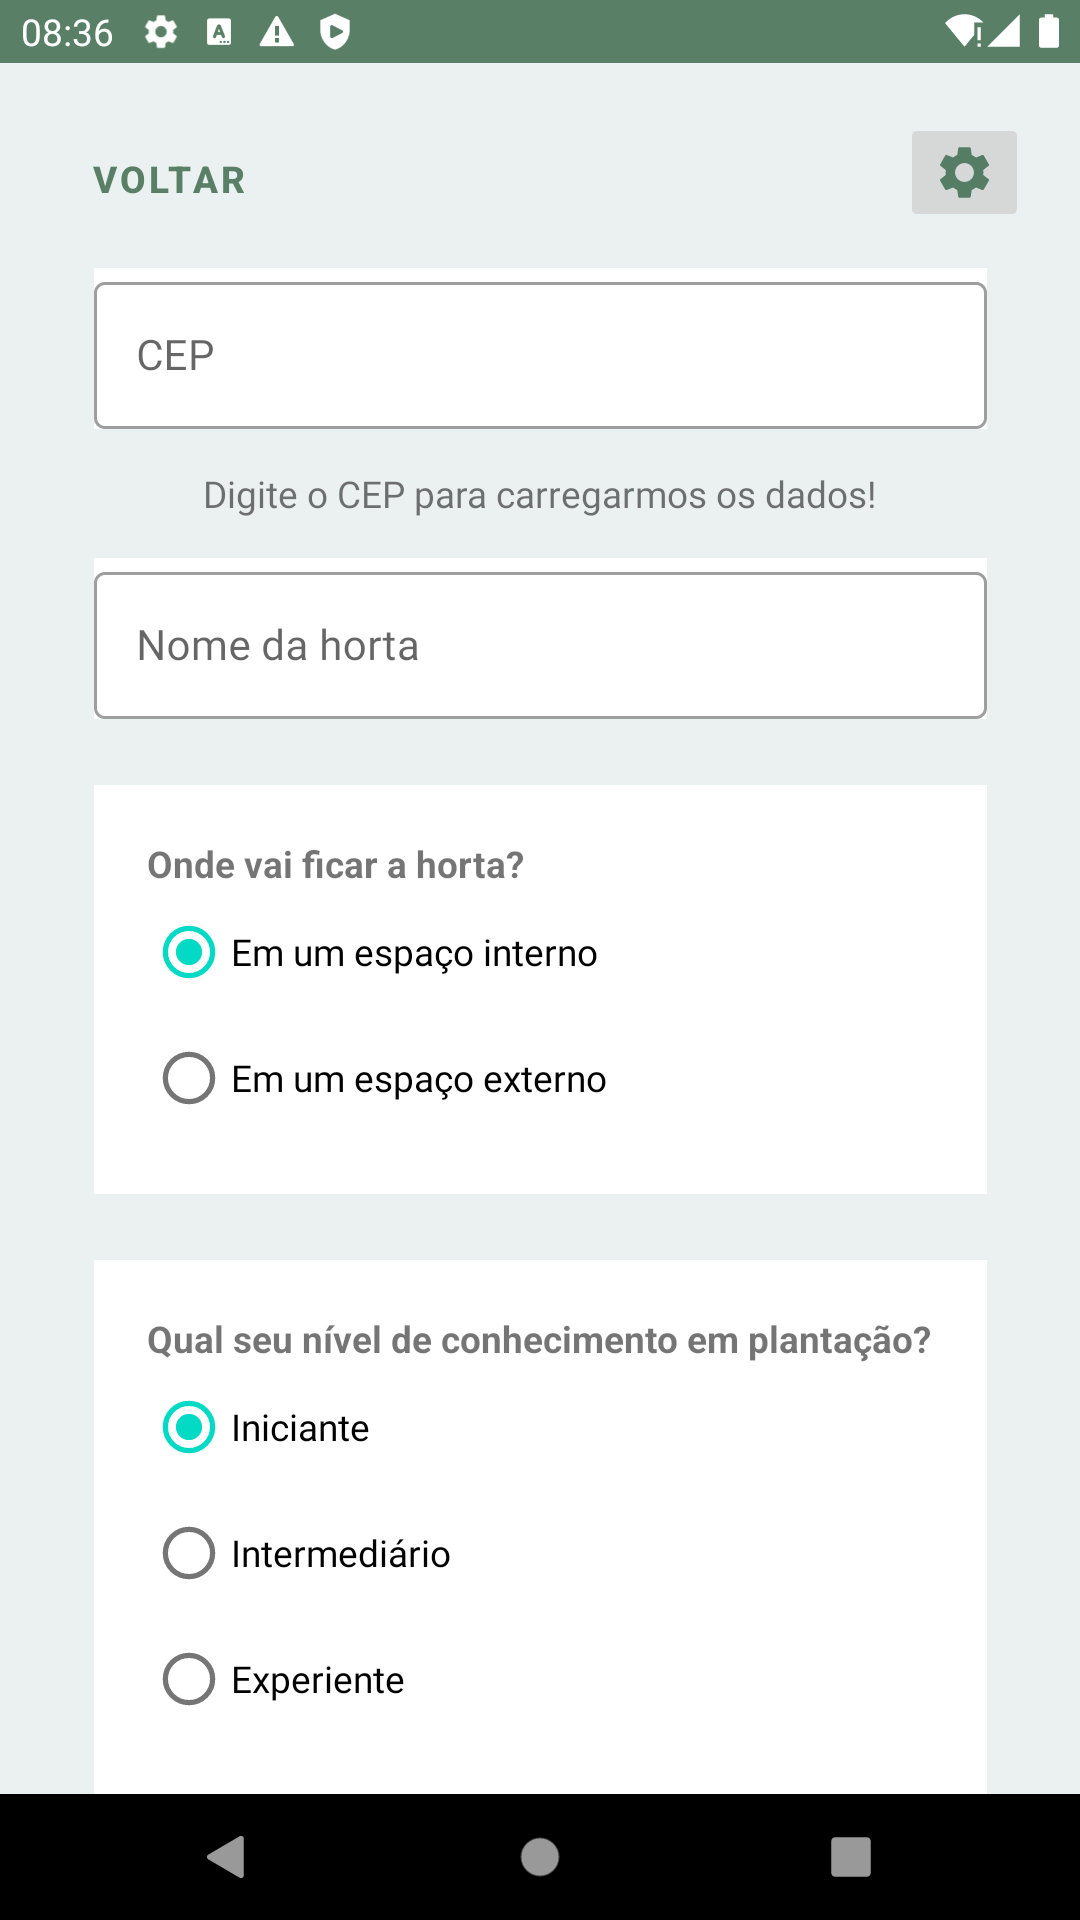 08:36
VOLTAR
CEP
Digite o CEP para carregarmos os dados!
Nome da horta
Onde vai ficar a horta?
Em um espaço interno
Em um espaço externo
Qual seu nível de conhecimento em plantação?
Iniciante
Intermediário
Experiente